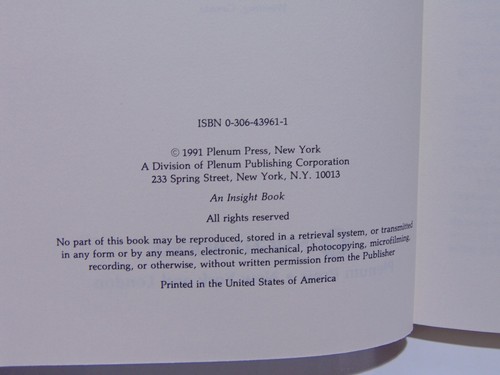 ISBN 0-306-43961-1
© 1991 Plenum Press, New York
A Division of Plenum Publishing Corporation
233 Spring Street, New York, N.Y. 10013
An Insight Book
All rights reserved
No part of this book may be reproduced, stored in a retrieval system, or transmitted
in any form or by any means, electronic, mechanical, photocopying, microfilming,
recording, or otherwise, without written permission from the Publisher
Printed in the United States of America